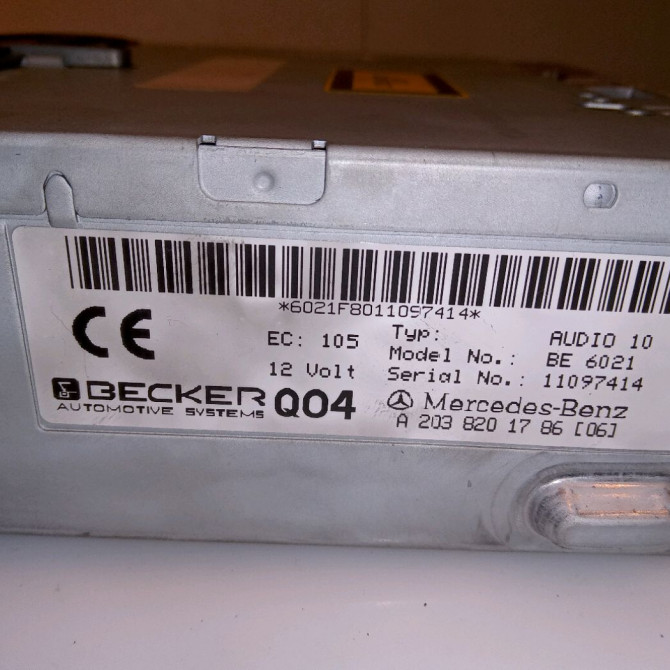 *6021F8011097414*
CE
EC: 105
12 Volt
Typ: AUDIO 10
Model No.: BE 6021
Serial No.: 11097414
BECKER
AUTOMOTIVE SYSTEMS
Q04
Mercedes-Benz
A 203 820 17 86 [06]